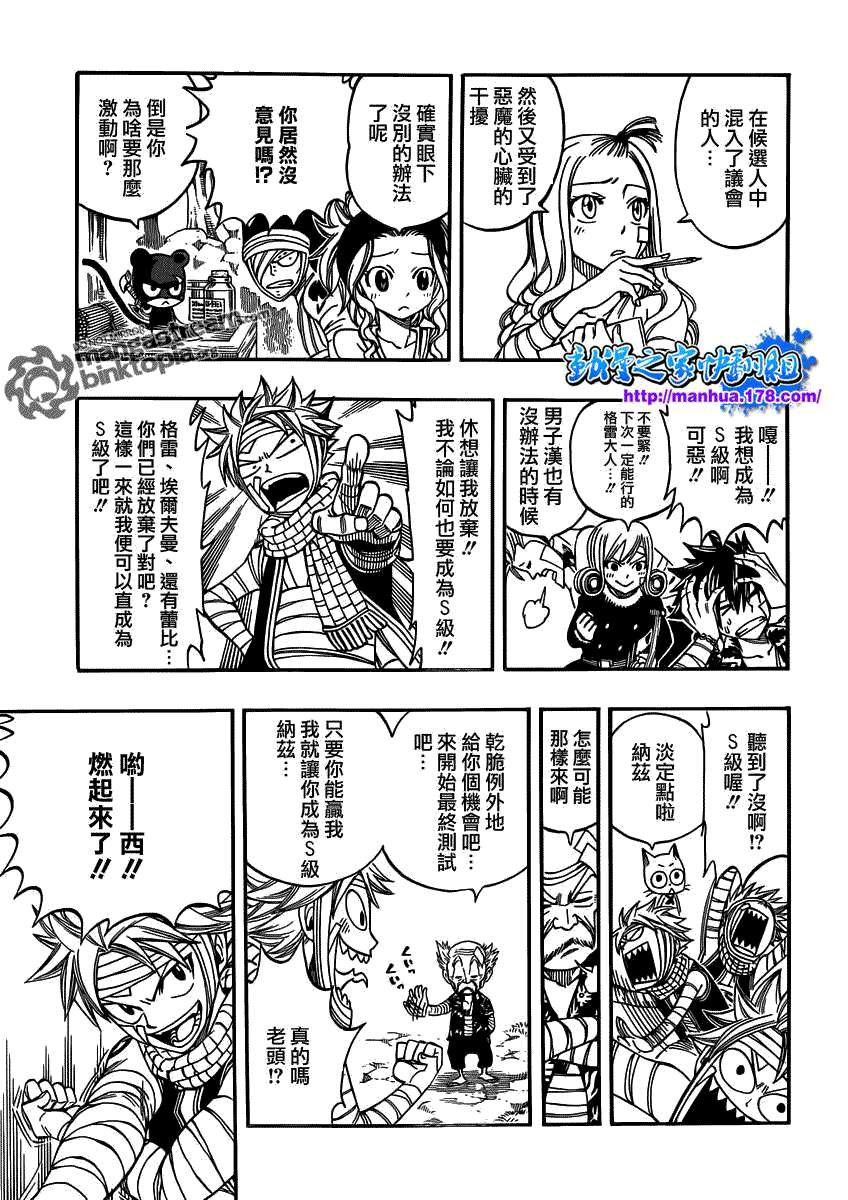 在候選人中
混入了議會
的人…
然後又受到了
惡魔的心臟的
干擾
確實眼下
沒別的辦法
了呢
你居然沒
意見嗎!?
倒是你
為啥要那麼
激動啊?
mangastream.com
binktopia
動漫之家快翻組
http://manhua.178.com/
嘎——!!
我想成為
S級啊
可惡!!
不要緊!!
下次一定能行的
格雷大人…!!
男子漢也有
沒辦法的時候
休想讓我放棄!!
我不論如何也要成為S級!!
格雷、埃爾夫曼、還有蕾比…
你們已經放棄了對吧?
這樣一來就我便可以直成為
S級了吧!!
聽到了沒啊!?
S級喔!!
淡定點啦
納茲
怎麼可能
那樣來啊
乾脆例外地
給你個機會吧…
來開始最終測試
吧…
只要你能贏我
我就讓你成為S級
納茲…
真的嗎
老頭!?
喲——西!!
燃起來了!!